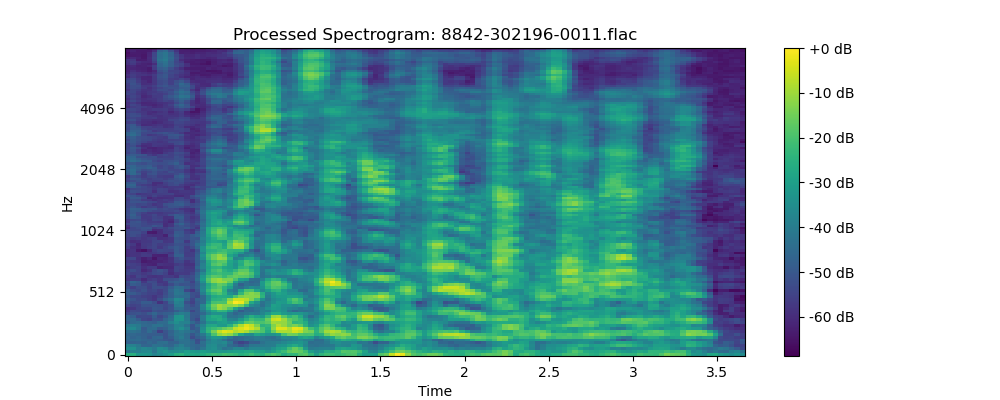 Processed Spectrogram: 8842-302196-0011.flac
Hz
4096
2048
1024
512
0
0
0.5
1
1.5
2
2.5
3
3.5
Time
+0 dB
-10 dB
-20 dB
-30 dB
-40 dB
-50 dB
-60 dB